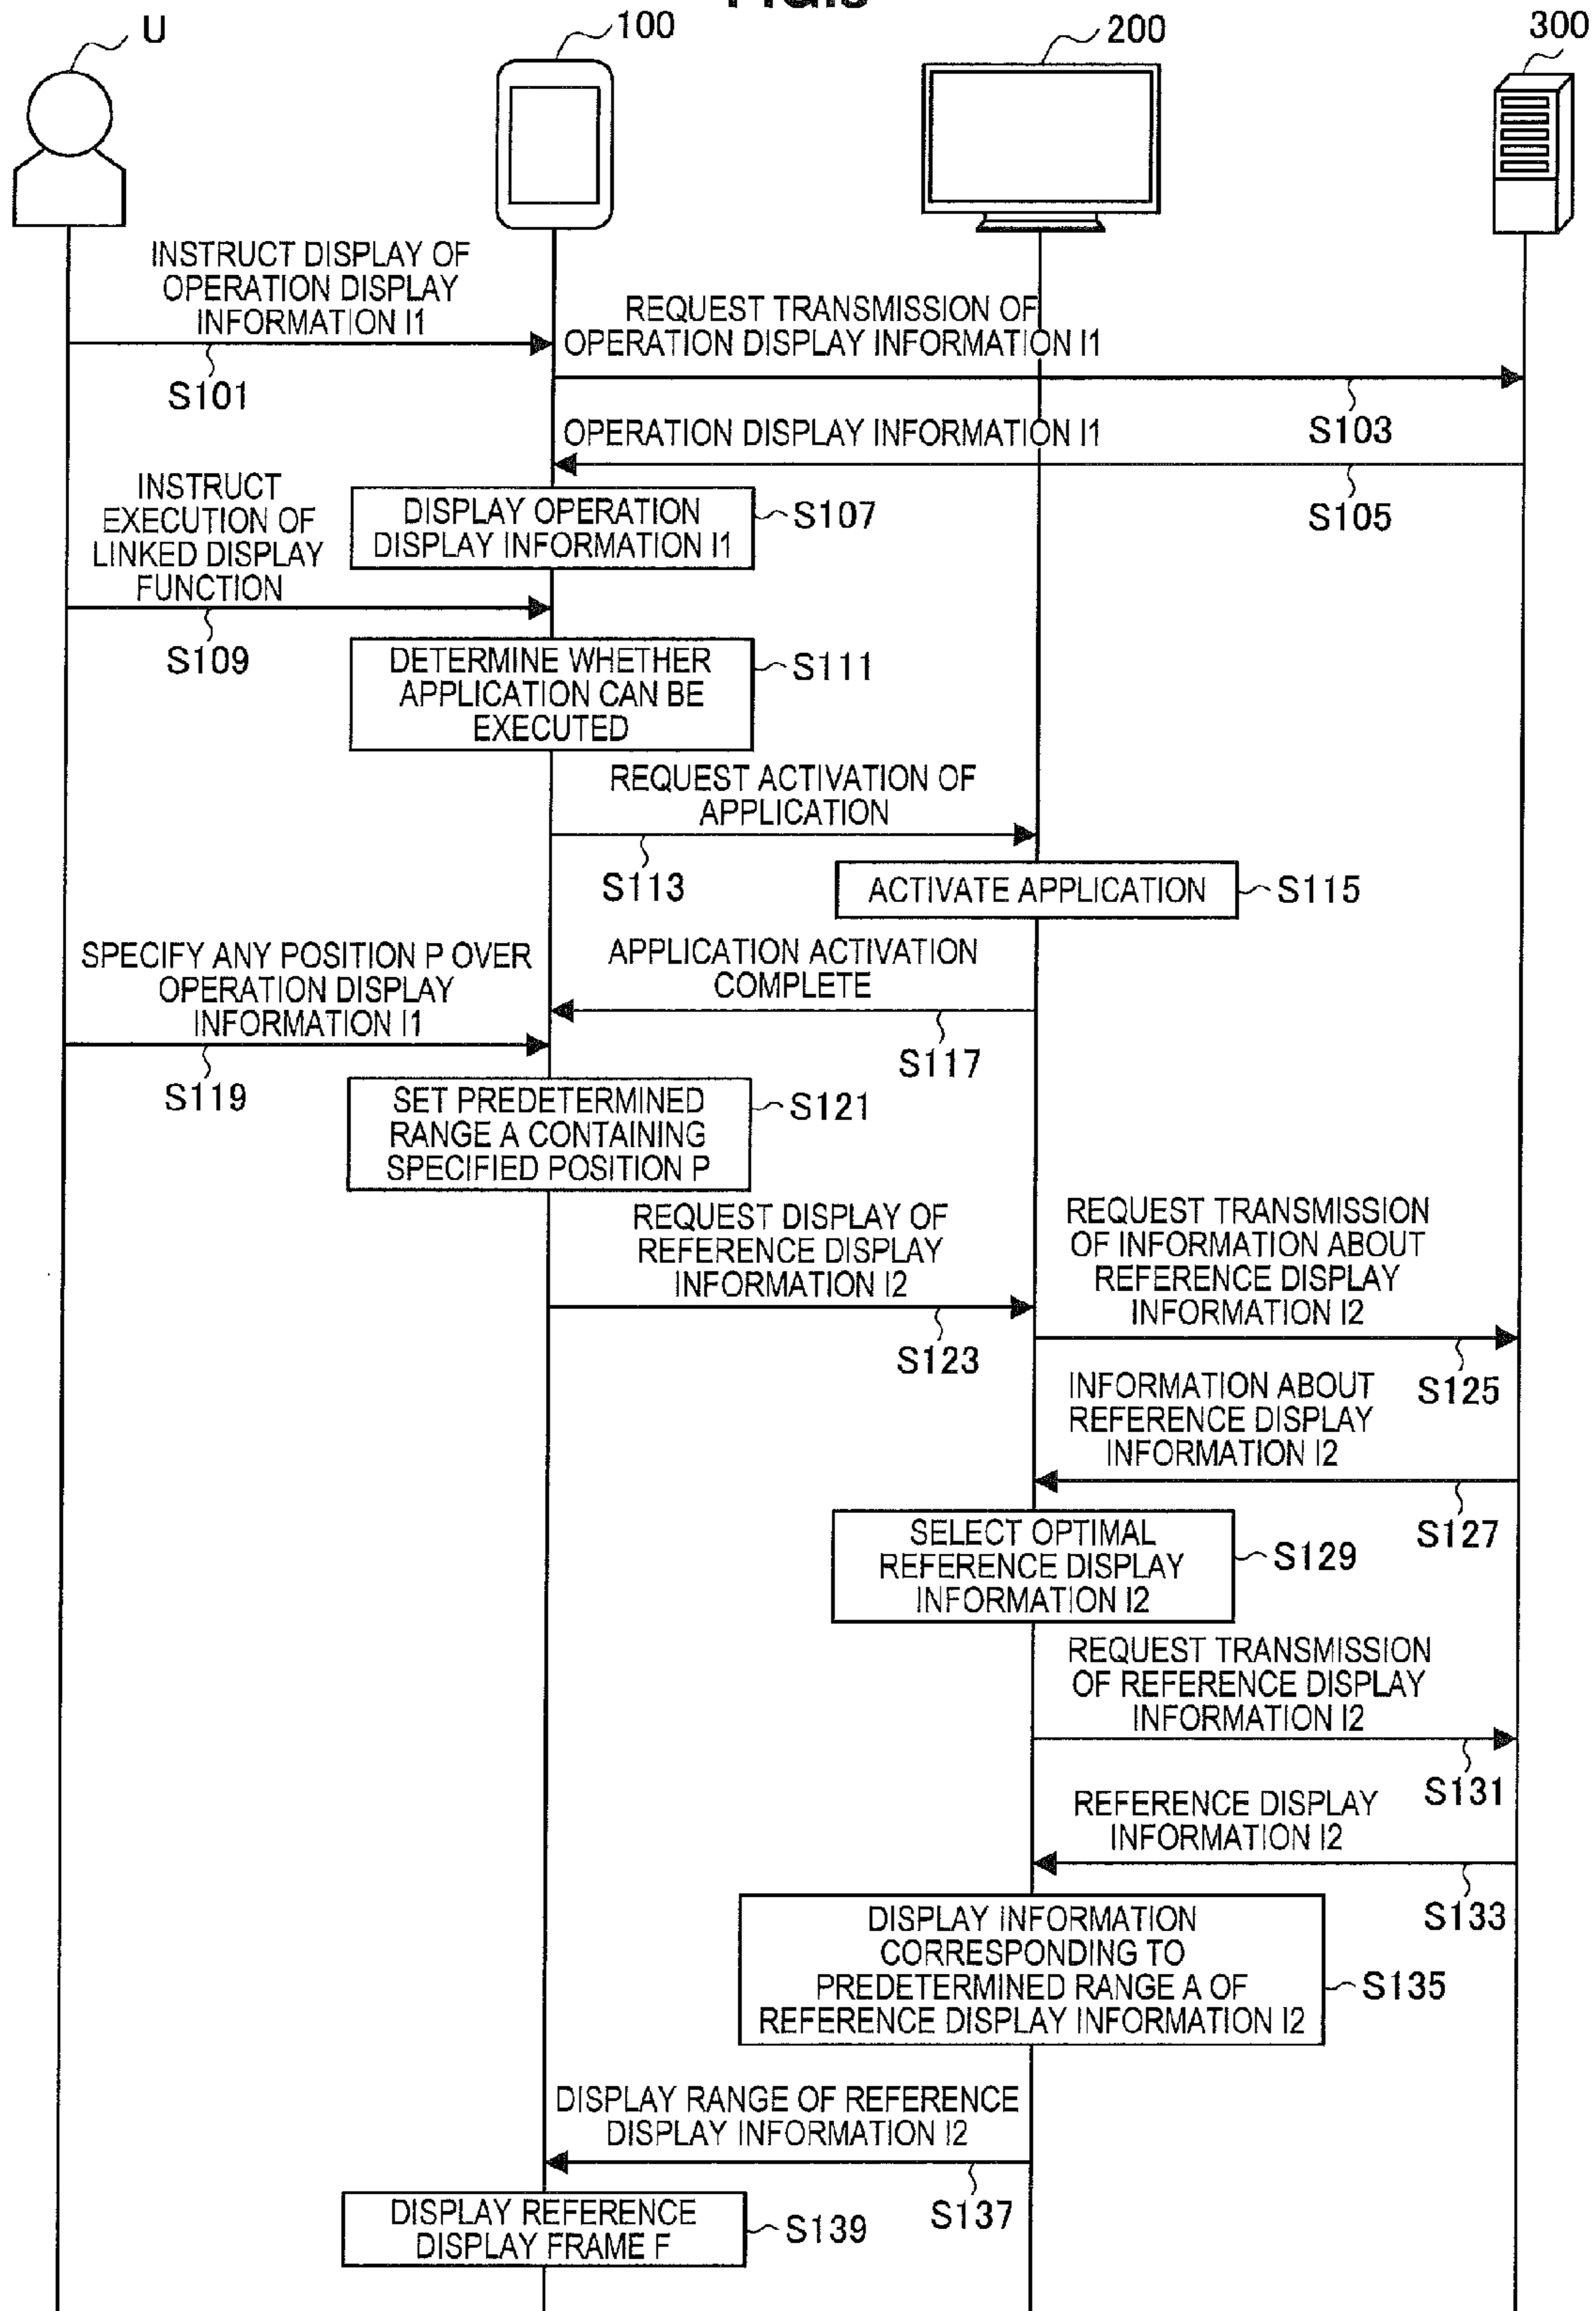 U
100
200
300
INSTRUCT DISPLAY OF
OPERATION DISPLAY
INFORMATION I1
S101
REQUEST TRANSMISSION OF
OPERATION DISPLAY INFORMATION I1
S103
OPERATION DISPLAY INFORMATION I1
S105
DISPLAY OPERATION
DISPLAY INFORMATION I1
S107
INSTRUCT
EXECUTION OF
LINKED DISPLAY
FUNCTION
S109
DETERMINE WHETHER
APPLICATION CAN BE
EXECUTED
S111
REQUEST ACTIVATION OF
APPLICATION
S113
ACTIVATE APPLICATION
S115
APPLICATION ACTIVATION
COMPLETE
S117
SPECIFY ANY POSITION P OVER
OPERATION DISPLAY
INFORMATION I1
S119
SET PREDETERMINED
RANGE A CONTAINING
SPECIFIED POSITION P
S121
REQUEST DISPLAY OF
REFERENCE DISPLAY
INFORMATION I2
S123
REQUEST TRANSMISSION
OF INFORMATION ABOUT
REFERENCE DISPLAY
INFORMATION I2
S125
INFORMATION ABOUT
REFERENCE DISPLAY
INFORMATION I2
S127
SELECT OPTIMAL
REFERENCE DISPLAY
INFORMATION I2
S129
REQUEST TRANSMISSION
OF REFERENCE DISPLAY
INFORMATION I2
S131
REFERENCE DISPLAY
INFORMATION I2
S133
DISPLAY INFORMATION
CORRESPONDING TO
PREDETERMINED RANGE A OF
REFERENCE DISPLAY INFORMATION I2
S135
DISPLAY RANGE OF REFERENCE
DISPLAY INFORMATION I2
S137
DISPLAY REFERENCE
DISPLAY FRAME F
S139